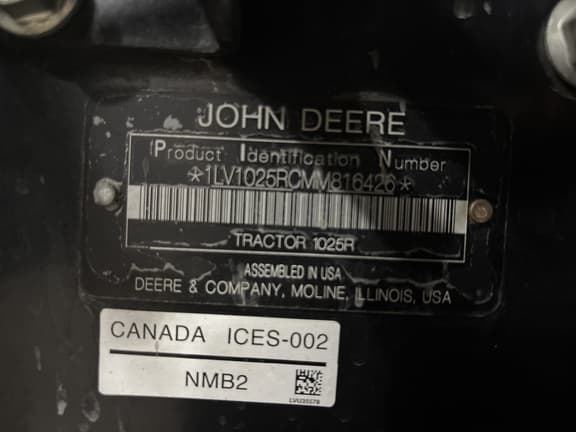 JOHN DEERE
Product Identification Number
*1LV1025RCMM816426*
TRACTOR 1025R
ASSEMBLED IN USA
DEERE & COMPANY, MOLINE, ILLINOIS, USA
CANADA ICES-002
NMB2